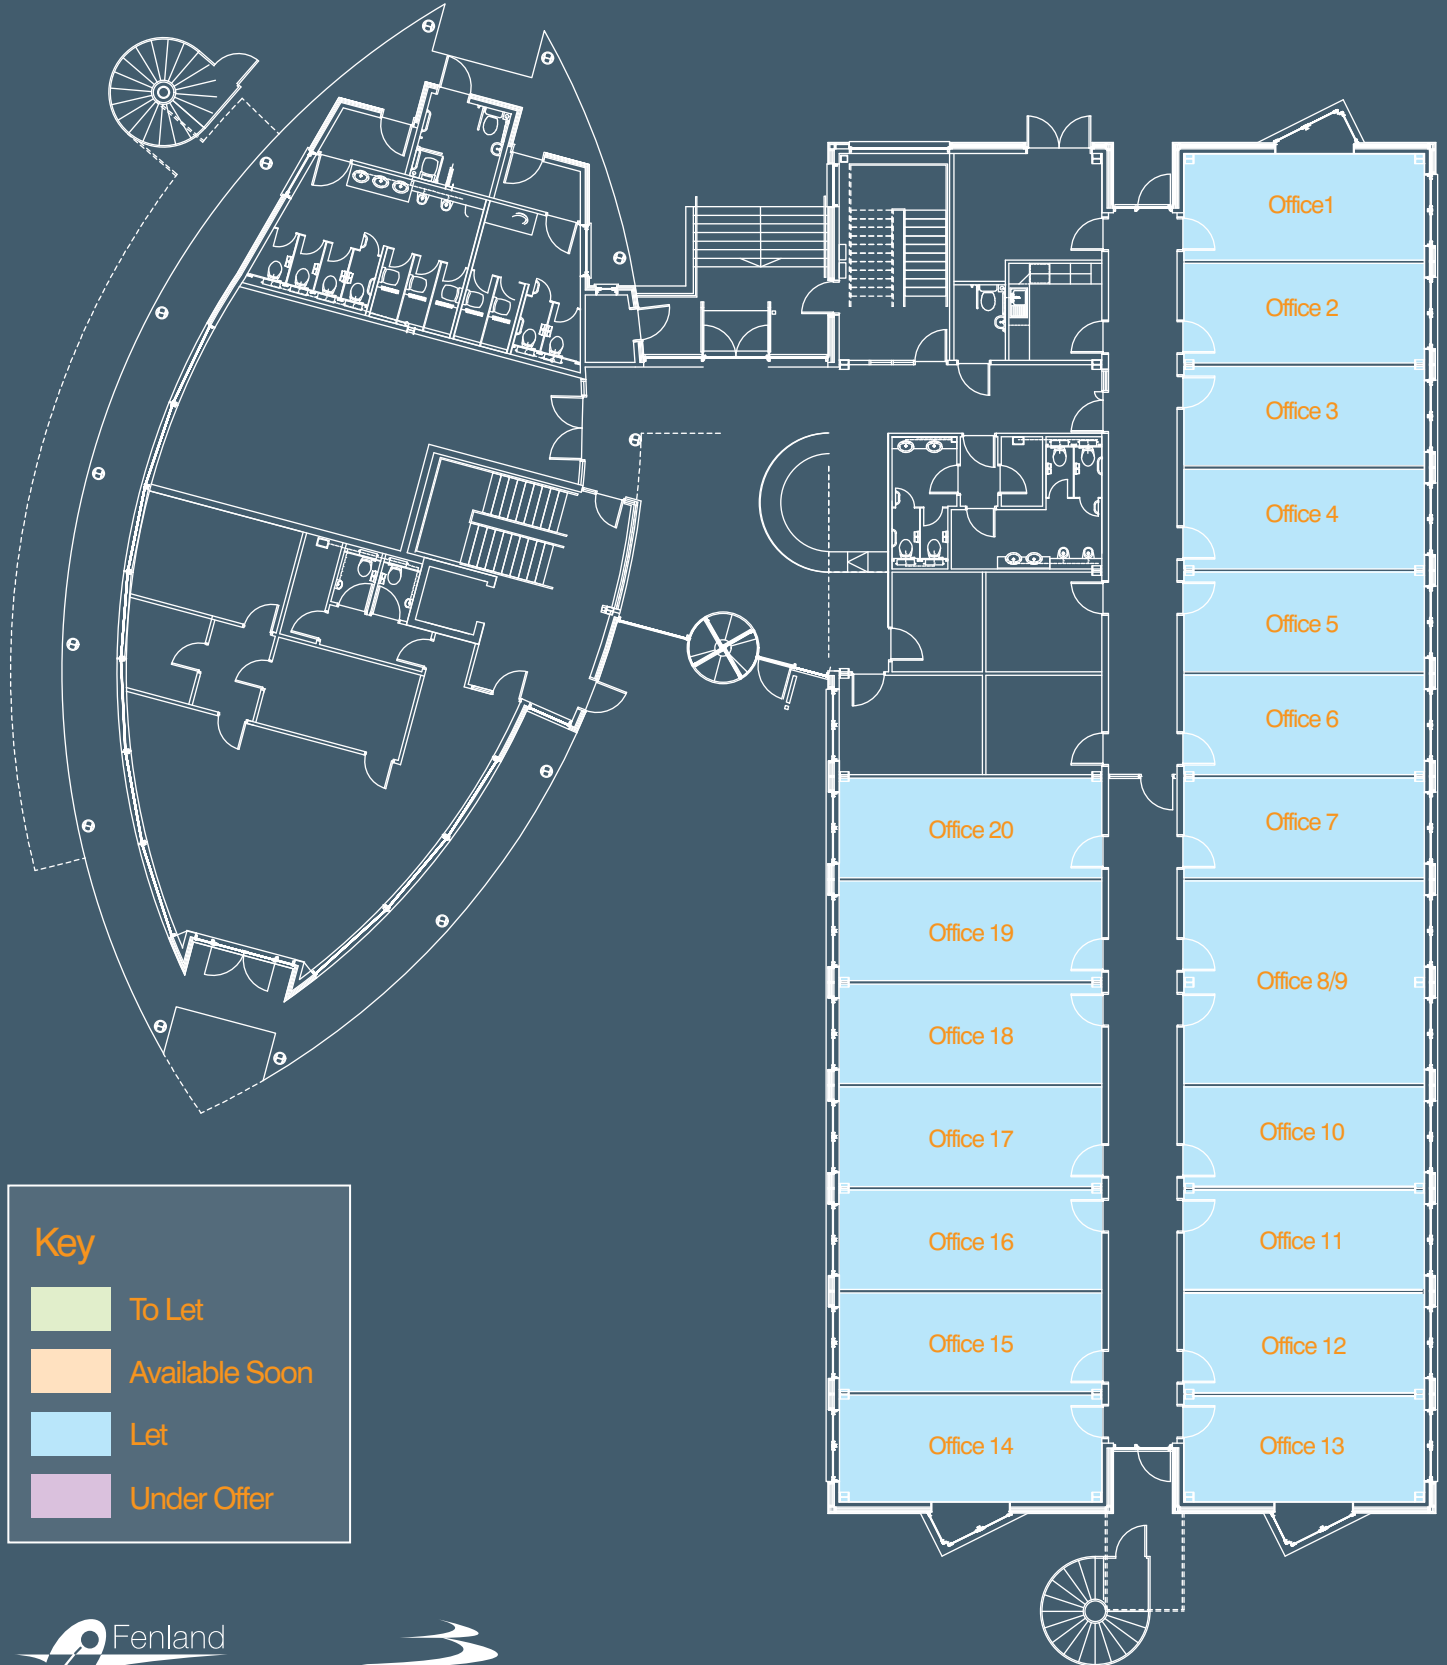 Office1
Office 2
Office 3
Office 4
Office 5
Office 6
Office 7
Office 8/9
Office 10
Office 11
Office 12
Office 13
Office 20
Office 19
Office 18
Office 17
Office 16
Office 15
Office 14
Key
To Let
Available Soon
Let
Under Offer
Fenland